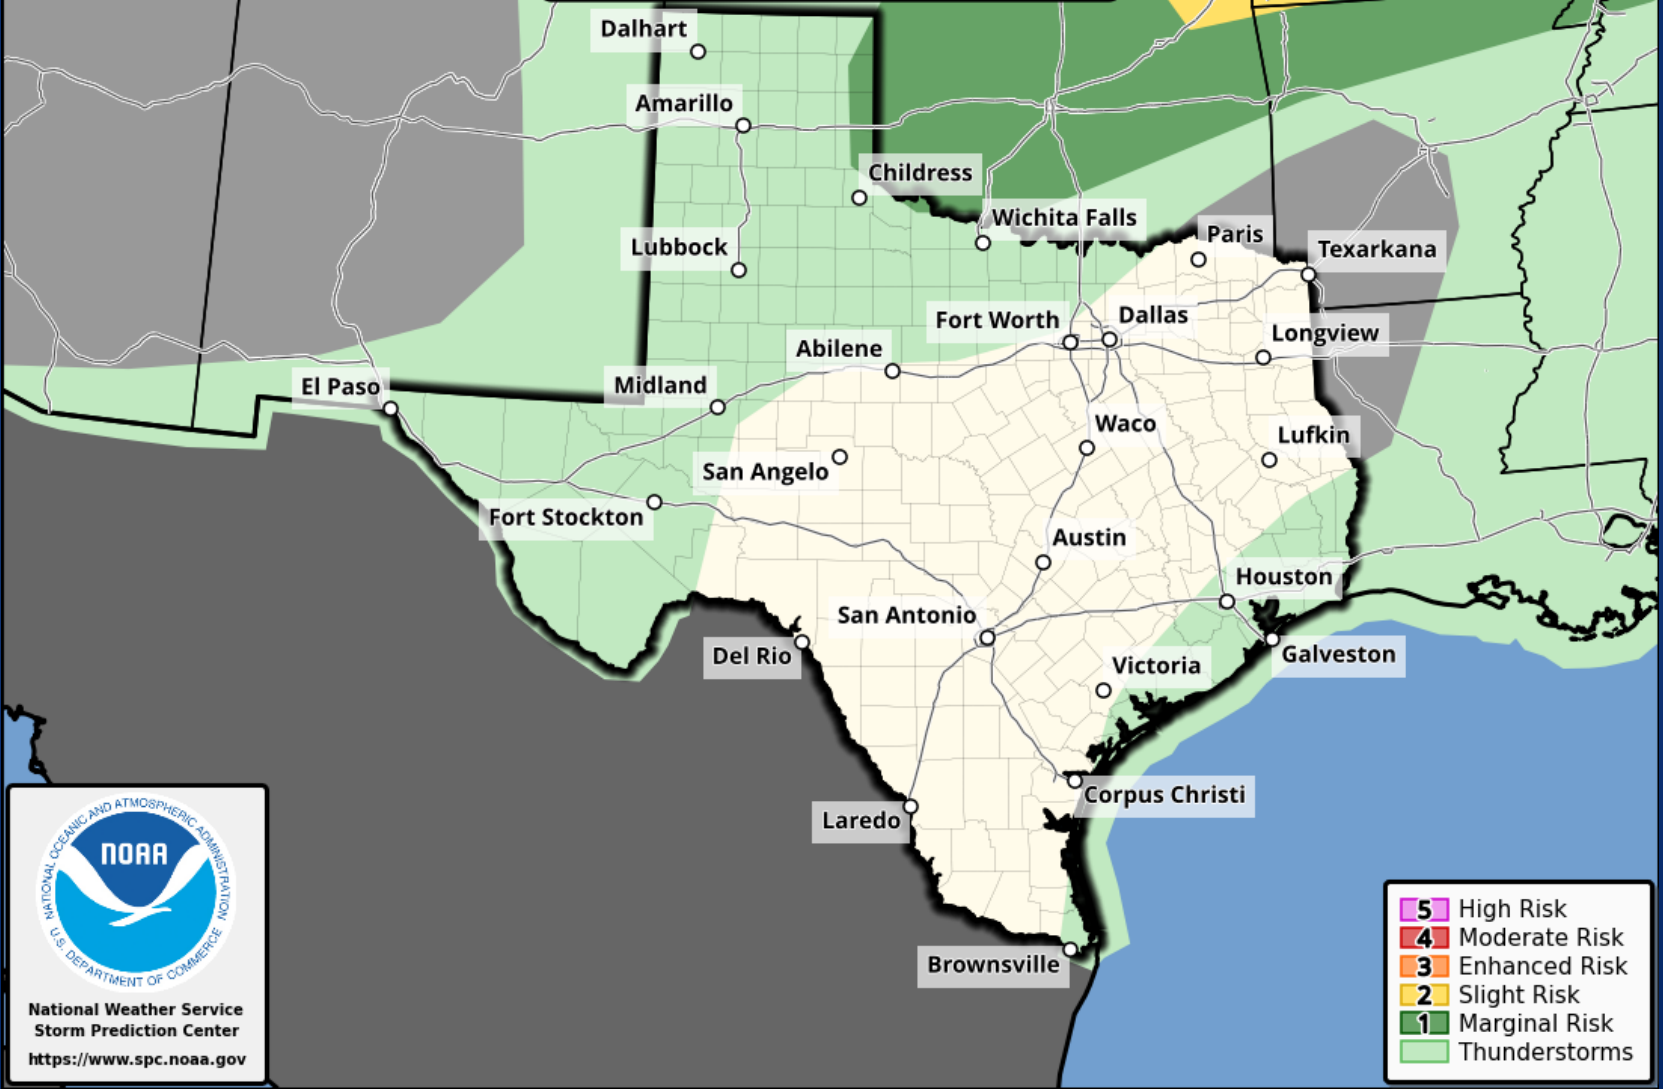 Dalhart
Amarillo
Childress
Wichita Falls
Paris
Texarkana
Lubbock
Fort Worth
Dallas
Longview
Abilene
El Paso
Midland
Waco
Lufkin
San Angelo
Fort Stockton
Austin
Houston
San Antonio
Del Rio
Victoria
Galveston
Corpus Christi
Laredo
Brownsville
NATIONAL OCEANIC AND ATMOSPHERIC ADMINISTRATION
NOAA
U.S. DEPARTMENT OF COMMERCE
National Weather Service
Storm Prediction Center
https://www.spc.noaa.gov
5 High Risk
4 Moderate Risk
3 Enhanced Risk
2 Slight Risk
1 Marginal Risk
Thunderstorms